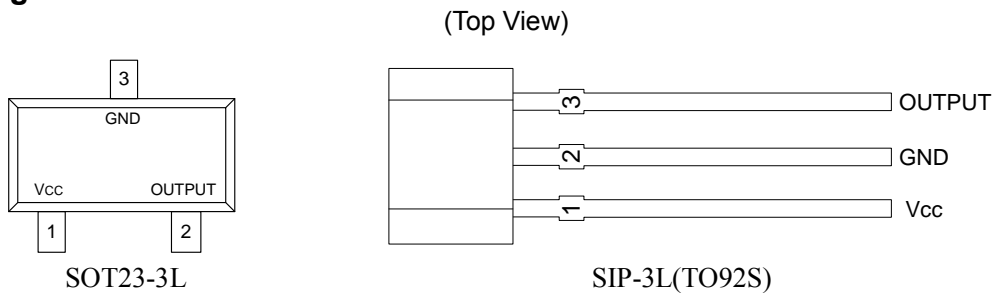 (Top View)
3
GND
Vcc OUTPUT
1 2
SOT23-3L
3 OUTPUT
2 GND
1 Vcc
SIP-3L(TO92S)